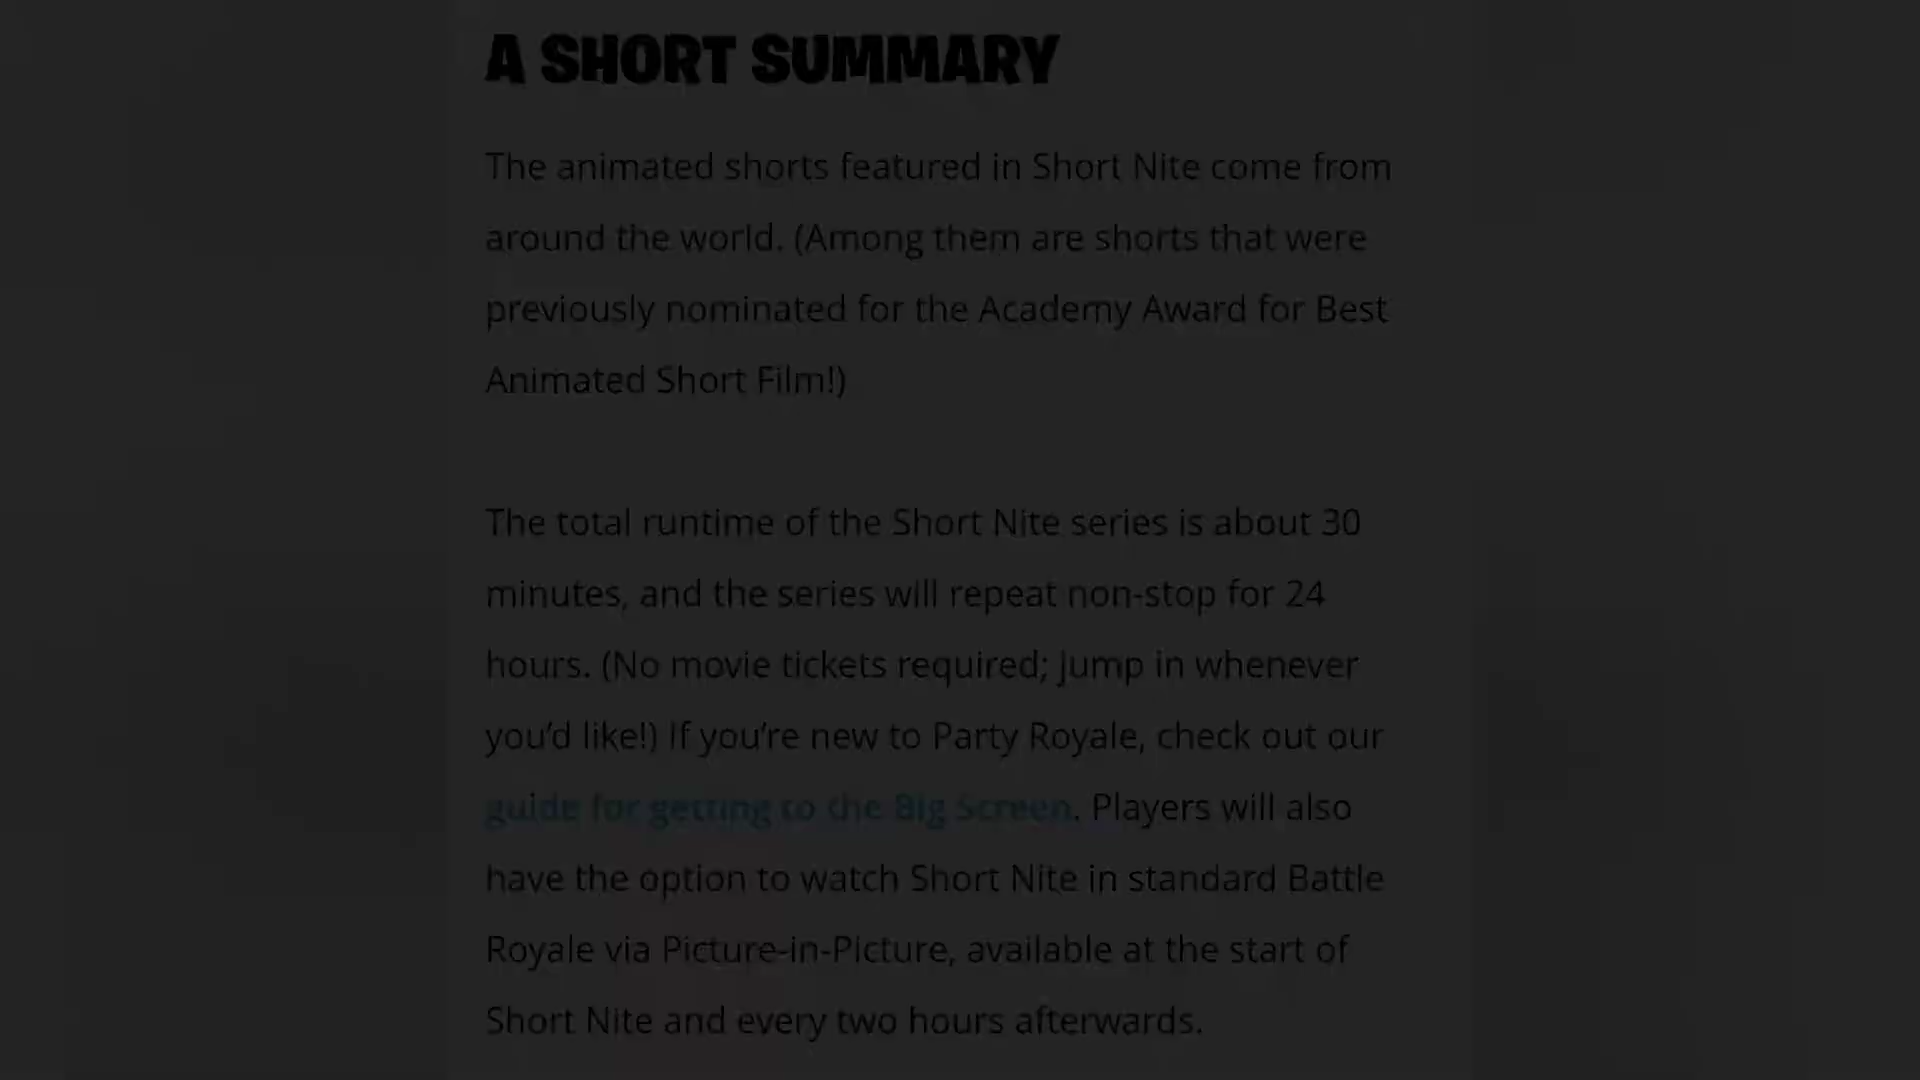 A SHORT SUMMARY
The animated shorts featured in Short Nite come from
around the world. (Among them are shorts that were
previously nominated for the Academy Award for Best
Animated Short Film!)
The total runtime of the Short Nite series is about 30
minutes, and the series will repeat non-stop for 24
hours. (No movie tickets required; jump in whenever
you’d like!) If you’re new to Party Royale, check out our
guide for getting to the Big Screen. Players will also
have the option to watch Short Nite in standard Battle
Royale via Picture-in-Picture, available at the start of
Short Nite and every two hours afterwards.